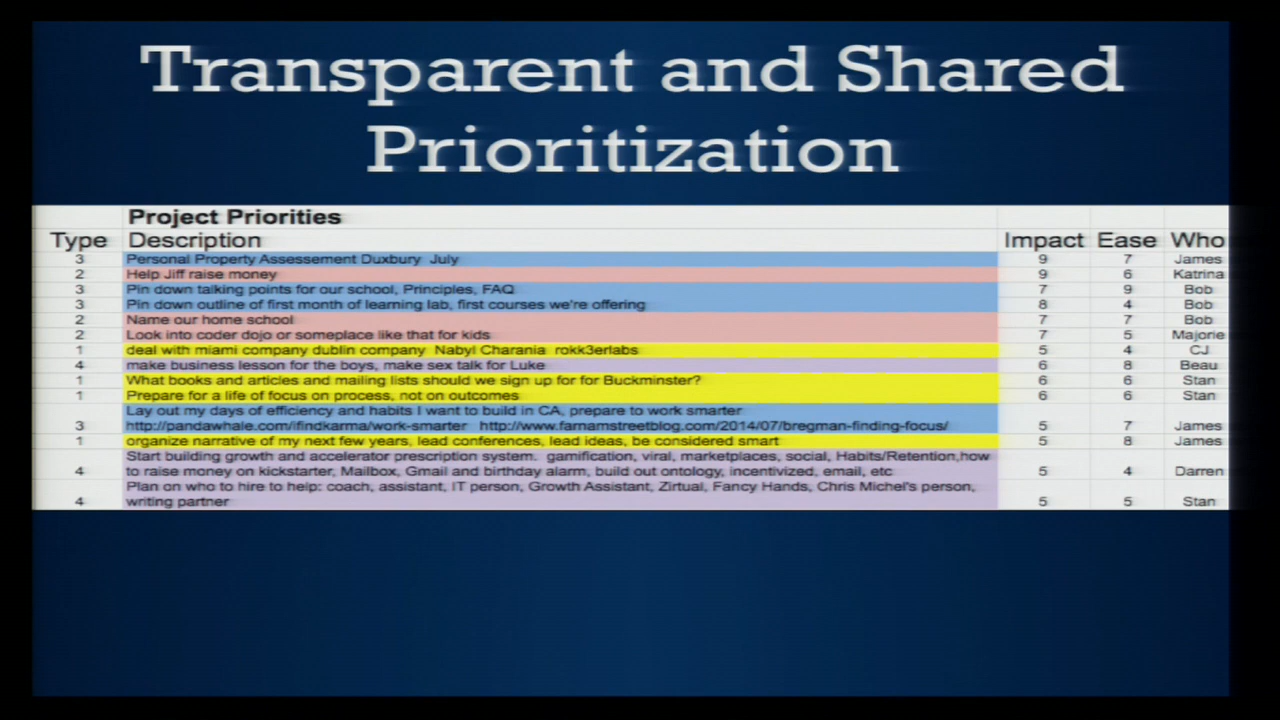 Transparent and Shared
Prioritization
Project Priorities
Type Description Impact Ease Who
3 Personal Property Assessement Duxbury July 9 7 James
2 Help Jiff raise money 9 6 Katrina
3 Pin down talking points for our school, Principles, FAQ 7 9 Bob
3 Pin down outline of first month of learning lab, first courses we're offering 8 4 Bob
2 Name our home school 7 7 Bob
2 Look into coder dojo or someplace like that for kids 7 5 Majorie
1 deal with miami company dublin company Nabyl Charania rokk3erlabs 5 4 CJ
4 make business lesson for the boys, make sex talk for Luke 6 8 Beau
1 What books and articles and mailing lists should we sign up for for Buckminster? 6 6 Stan
1 Prepare for a life of focus on process, not on outcomes 6 6 Stan
Lay out my days of efficiency and habits I want to build in CA, prepare to work smarter
3 http://pandawhale.com/ifindkarma/work-smarter http://www.farnamstreetblog.com/2014/07/bregman-finding-focus/ 5 7 James
1 organize narrative of my next few years, lead conferences, lead ideas, be considered smart 5 8 James
Start building growth and accelerator prescription system. gamification, viral, marketplaces, social, Habits/Retention,how
4 to raise money on kickstarter, Mailbox, Gmail and birthday alarm, build out ontology, incentivized, email, etc 5 4 Darren
Plan on who to hire to help: coach, assistant, IT person, Growth Assistant, Zirtual, Fancy Hands, Chris Michel's person,
4 writing partner 5 5 Stan